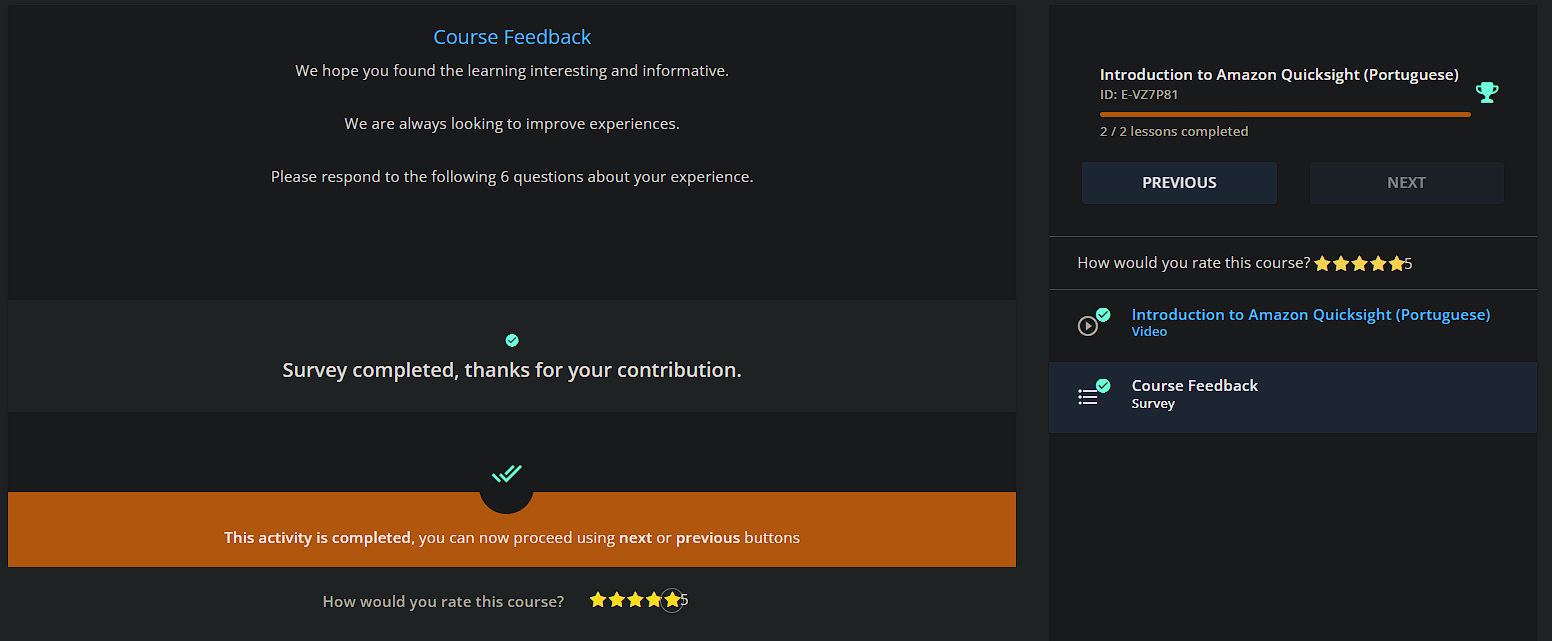 Course Feedback
We hope you found the learning interesting and informative.
We are always looking to improve experiences.
Please respond to the following 6 questions about your experience.
Survey completed, thanks for your contribution.
This activity is completed, you can now proceed using next or previous buttons
How would you rate this course? 5
Introduction to Amazon Quicksight (Portuguese)
ID: E-VZ7P81
2 / 2 lessons completed
PREVIOUS NEXT
How would you rate this course? 5
Introduction to Amazon Quicksight (Portuguese)
Video
Course Feedback
Survey